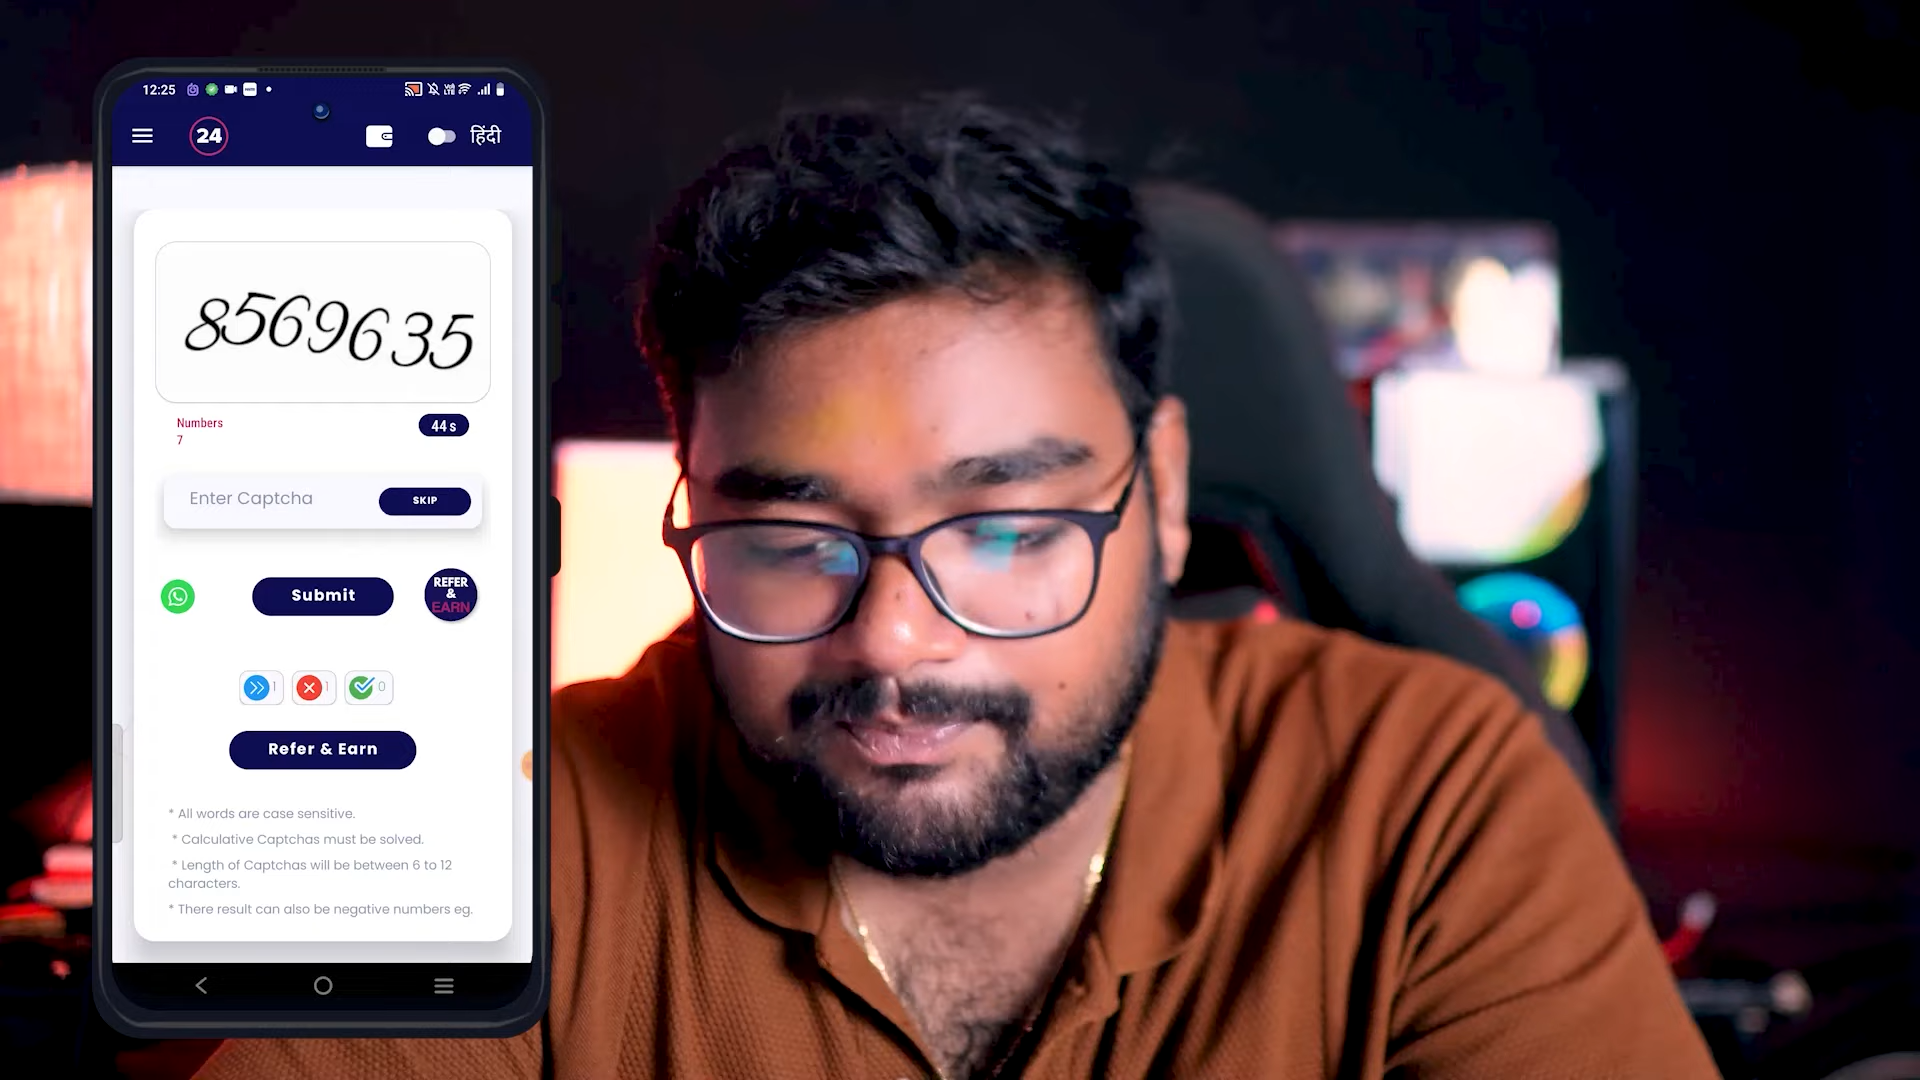 12:25
24
हिंदी
8569635
Numbers
7
44 s
Enter Captcha
SKIP
Submit
REFER
&
EARN
1
1
0
Refer & Earn
* All words are case sensitive.
* Calculative Captchas must be solved.
* Length of Captchas will be between 6 to 12
characters.
* There result can also be negative numbers eg.